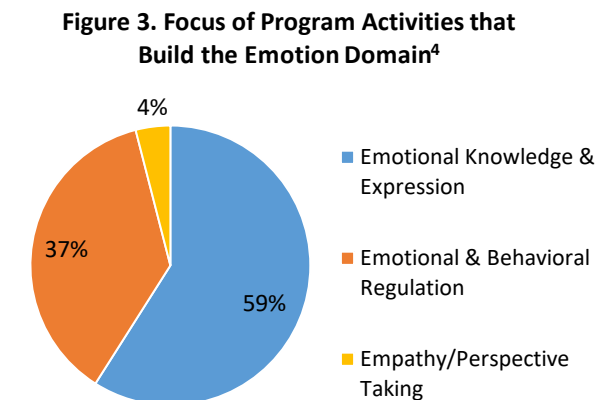 Figure 3. Focus of Program Activities that
Build the Emotion Domain⁴
4%
37%
59%
Emotional Knowledge &
Expression
Emotional & Behavioral
Regulation
Empathy/Perspective
Taking